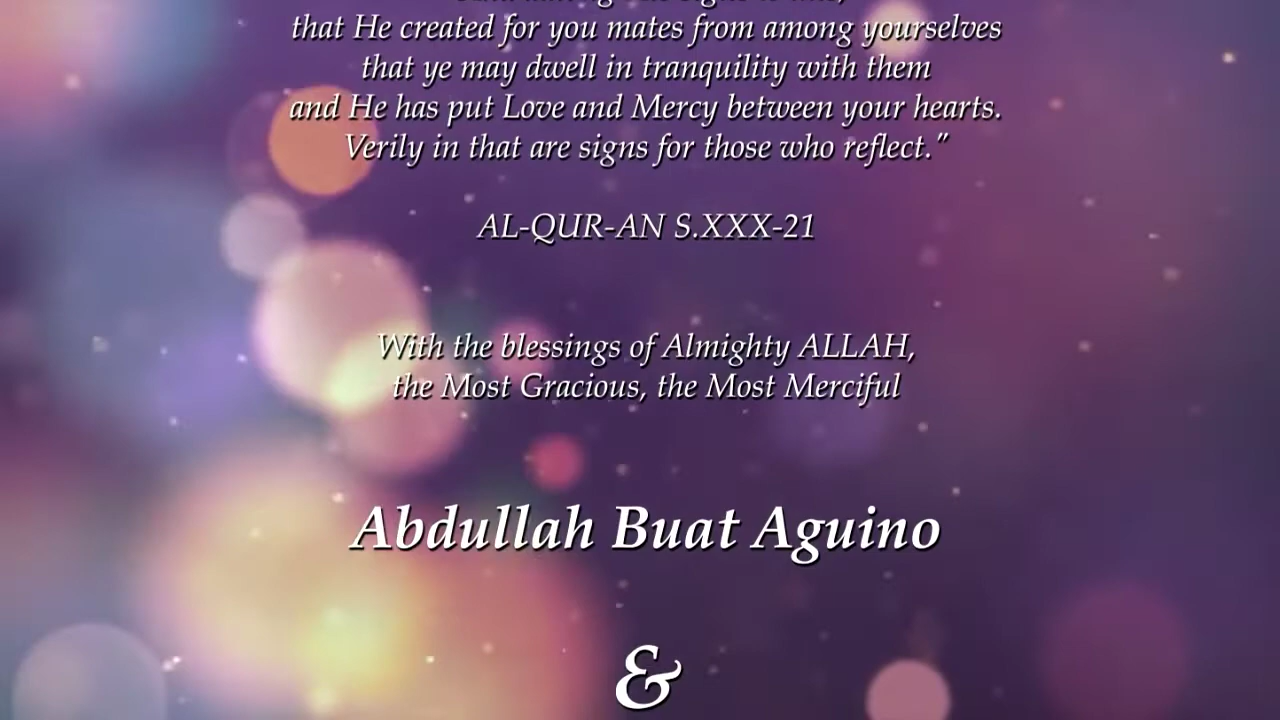 that He created for you mates from among yourselves
that ye may dwell in tranquility with them
and He has put Love and Mercy between your hearts.
Verily in that are signs for those who reflect."
AL-QUR-AN S.XXX-21
With the blessings of Almighty ALLAH,
the Most Gracious, the Most Merciful
Abdullah Buat Aguino
&